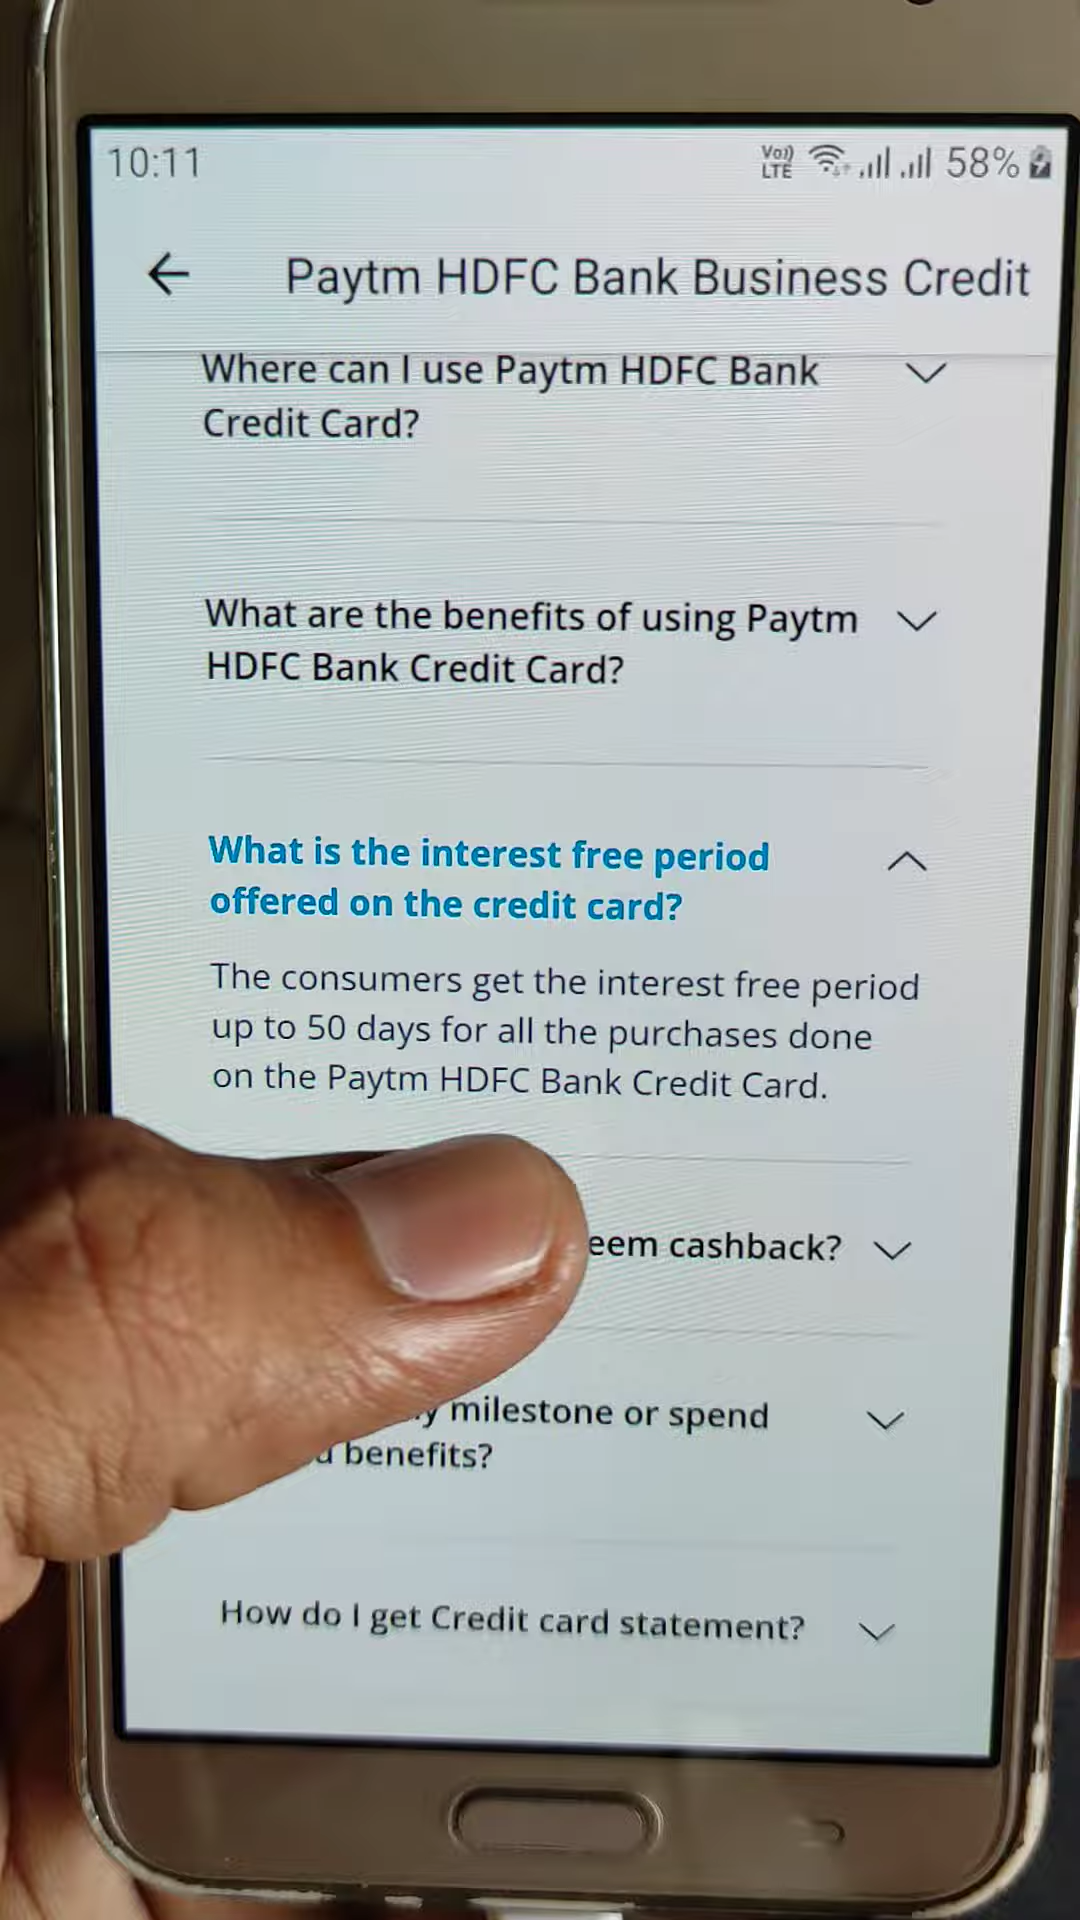 10:11
Vo))
LTE
58%
Paytm HDFC Bank Business Credit
Where can I use Paytm HDFC Bank
Credit Card?
What are the benefits of using Paytm
HDFC Bank Credit Card?
What is the interest free period
offered on the credit card?
The consumers get the interest free period
up to 50 days for all the purchases done
on the Paytm HDFC Bank Credit Card.
cashback?
milestone or spend
benefits?
How do I get Credit card statement?